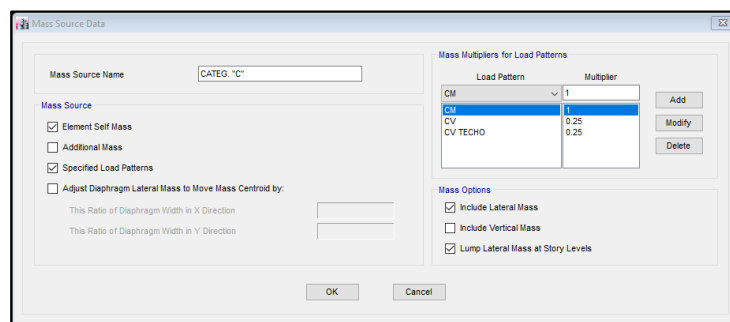 Mass Source Data
Mass Source Name
CATEG. "C"
Mass Source
Element Self Mass
Additional Mass
Specified Load Patterns
Adjust Diaphragm Lateral Mass to Move Mass Centroid by:
This Ratio of Diaphragm Width in X Direction
This Ratio of Diaphragm Width in Y Direction
Mass Multipliers for Load Patterns
Load Pattern Multiplier
CM 1
CM 1
CV 0.25
CV TECHO 0.25
Add
Modify
Delete
Mass Options
Include Lateral Mass
Include Vertical Mass
Lump Lateral Mass at Story Levels
OK Cancel